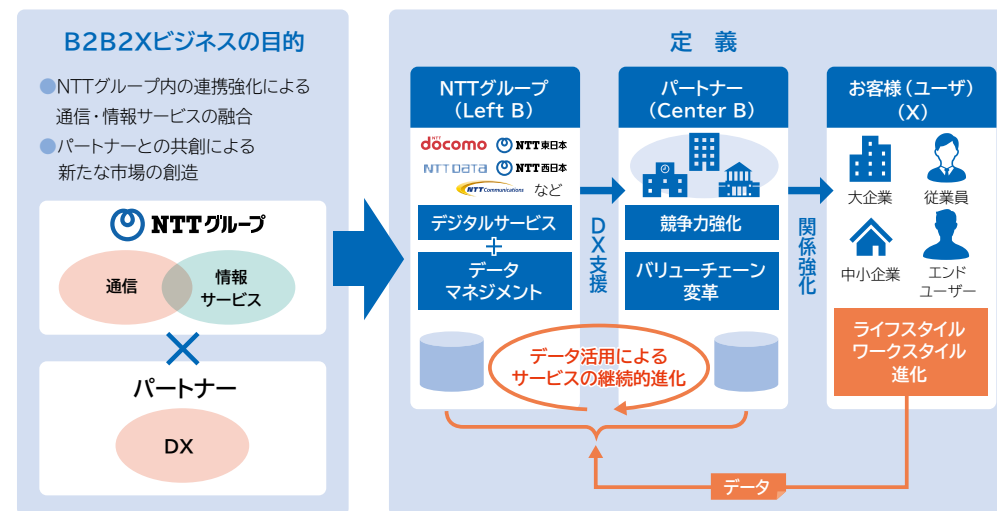 B2B2Xビジネスの目的
●NTTグループ内の連携強化による
通信・情報サービスの融合
●パートナーとの共創による
新たな市場の創造
NTTグループ
通信
情報
サービス
×
パートナー
DX
定 義
NTTグループ
(Left B)
NTT
döcomo
NTT東日本
NTT DATA
NTT西日本
NTT Communications
など
デジタルサービス
+
データ
マネジメント
DX支援
パートナー
(Center B)
競争力強化
バリューチェーン
変革
関係強化
お客様(ユーザ)
(X)
大企業
従業員
中小企業
エンド
ユーザー
ライフスタイル
ワークスタイル
進化
データ活用による
サービスの継続的進化
データ